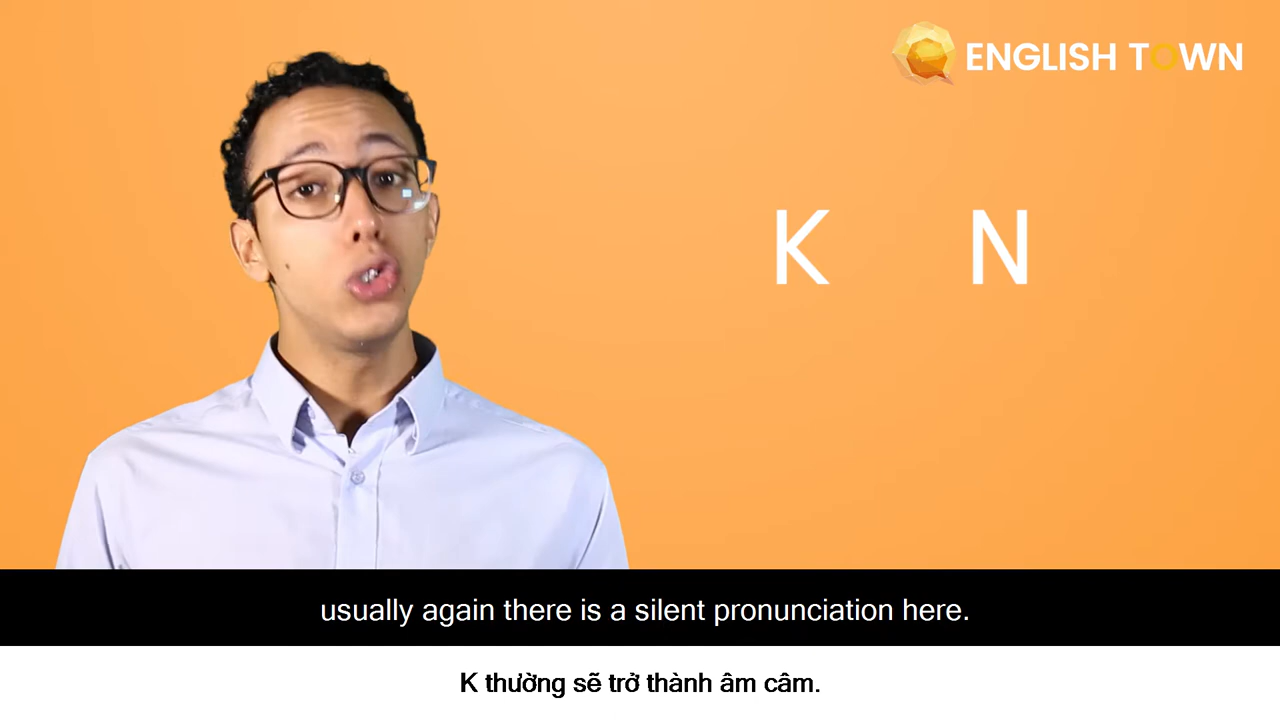 ENGLISH TOWN
K N
usually again there is a silent pronunciation here.
K thường sẽ trở thành âm câm.